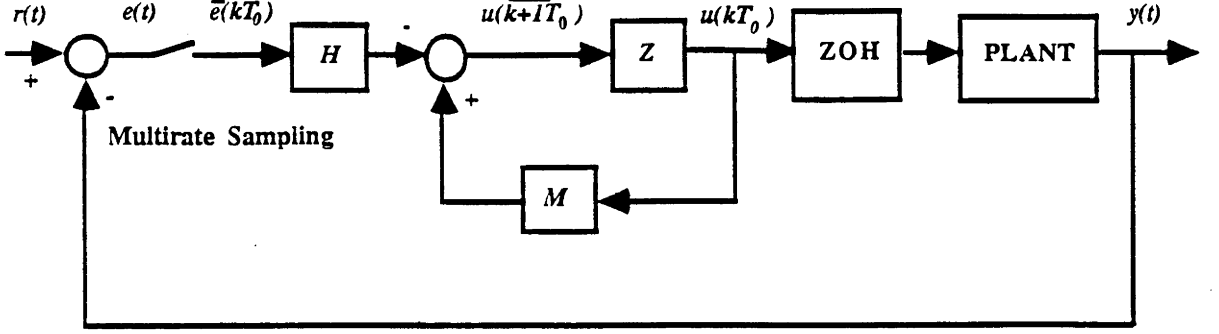 r(t) e(t) ē(kT₀) u(k+1T₀) u(kT₀) y(t)
H Z ZOH PLANT
+ - - +
Multirate Sampling
M